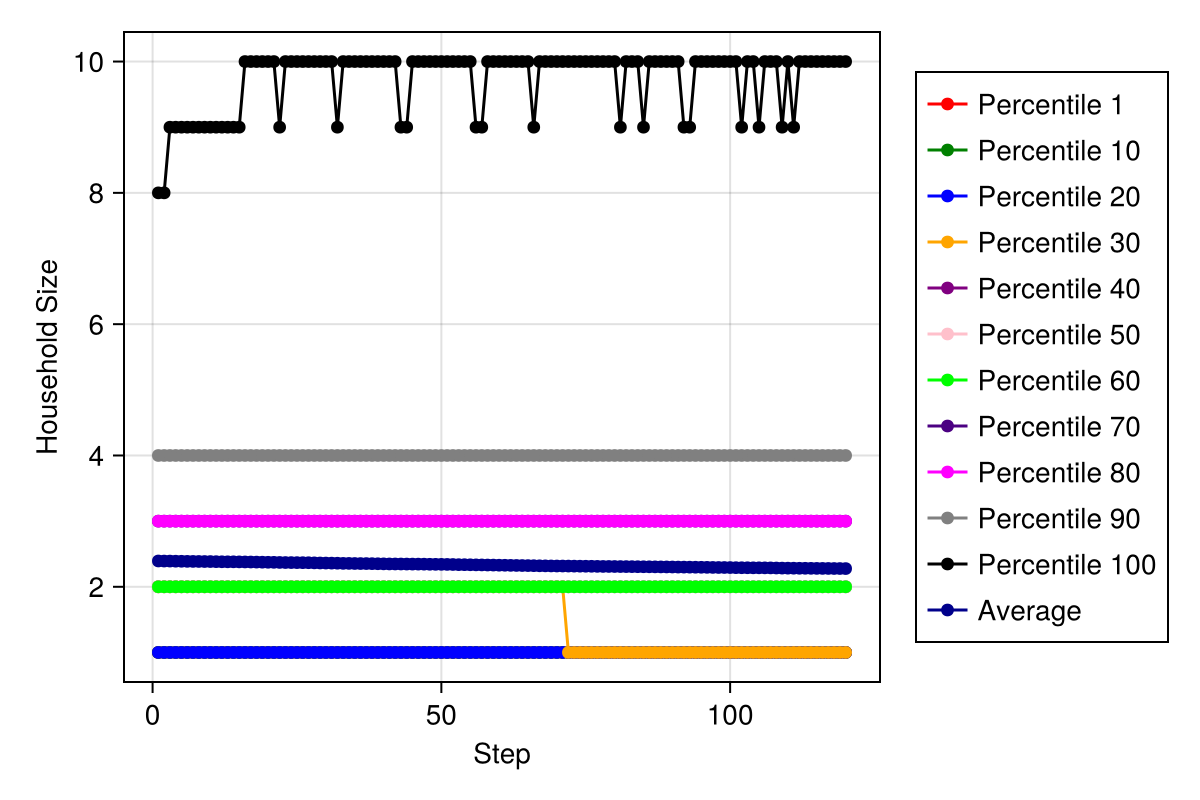 10
8
6
4
2
Household Size
0
50
100
Step
Percentile 1
Percentile 10
Percentile 20
Percentile 30
Percentile 40
Percentile 50
Percentile 60
Percentile 70
Percentile 80
Percentile 90
Percentile 100
Average